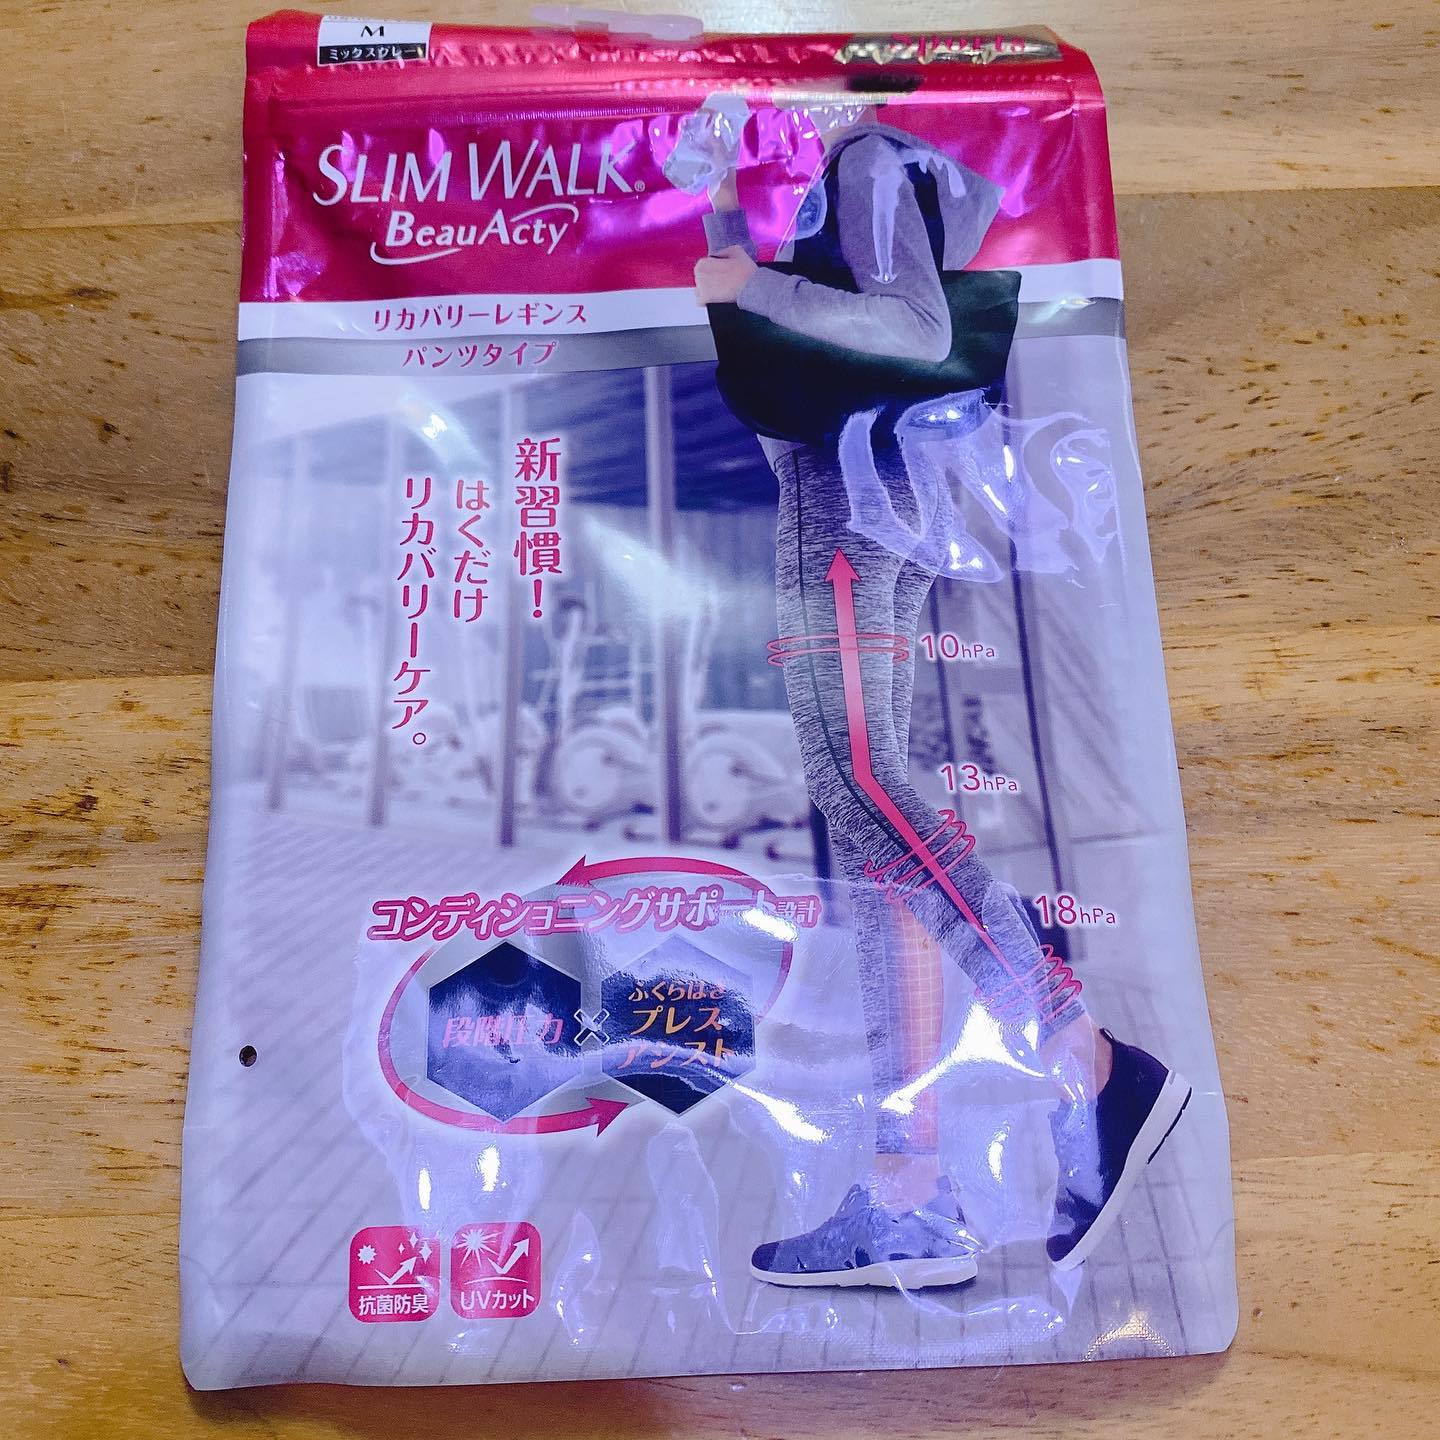 M
ミックスグレー
Sports
SLIM WALK®
BeauActy
リカバリーレギンス
パンツタイプ
新習慣!
はくだけ
リカバリーケア。
10hPa
13hPa
18hPa
コンディショニングサポート設計
段階圧力
×
ふくらはぎ
プレス
アシスト
抗菌防臭
UVカット